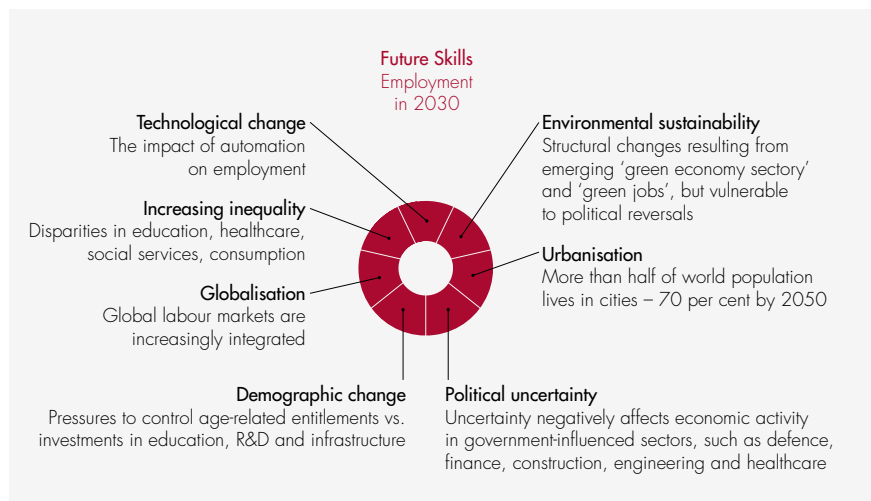 Future Skills
Employment
in 2030
Technological change
The impact of automation
on employment
Increasing inequality
Disparities in education, healthcare,
social services, consumption
Globalisation
Global labour markets are
increasingly integrated
Demographic change
Pressures to control age-related entitlements vs.
investments in education, R&D and infrastructure
Environmental sustainability
Structural changes resulting from
emerging ‘green economy sectory’
and ‘green jobs’, but vulnerable
to political reversals
Urbanisation
More than half of world population
lives in cities – 70 per cent by 2050
Political uncertainty
Uncertainty negatively affects economic activity
in government-influenced sectors, such as defence,
finance, construction, engineering and healthcare